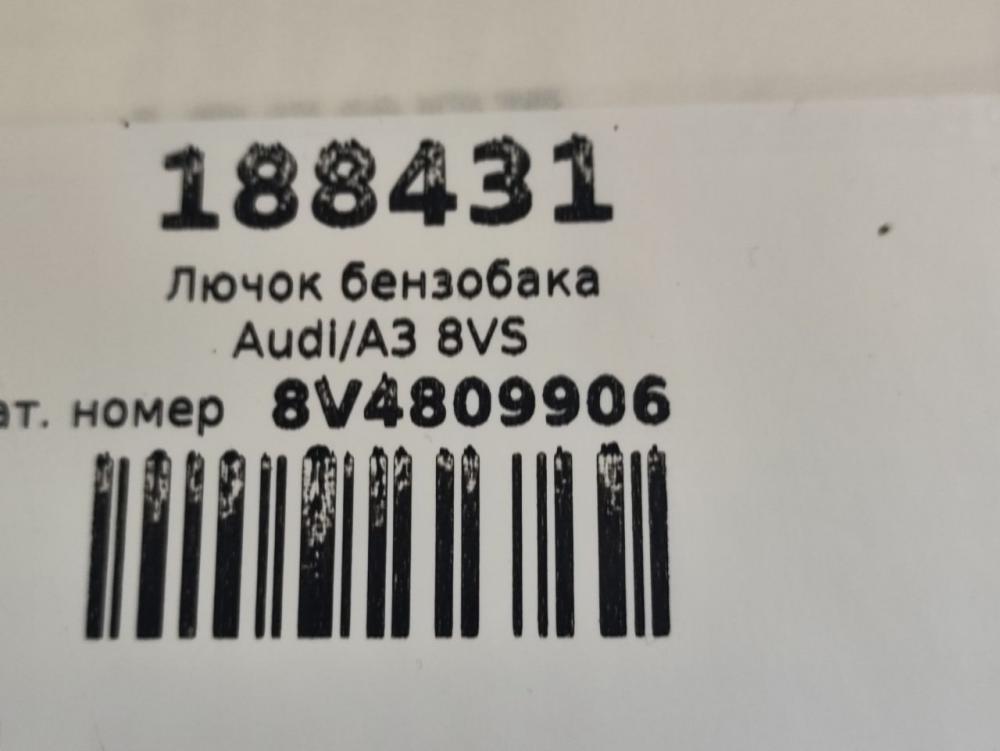 188431
Лючок бензобака
Audi/A3 8VS
ат. номер 8V4809906